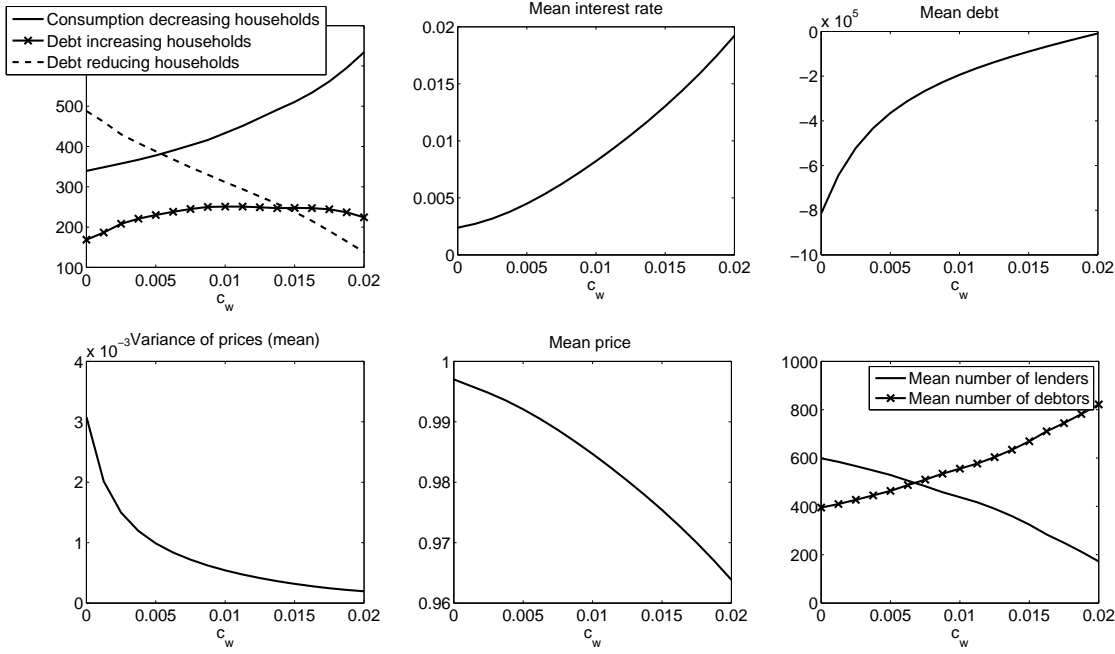 Consumption decreasing households
Debt increasing households
Debt reducing households
500
400
300
200
100
0 0.005 0.01 0.015 0.02
c_w
Mean interest rate
0.02
0.015
0.01
0.005
0
0 0.005 0.01 0.015 0.02
c_w
x 10^5 Mean debt
0
−2
−4
−6
−8
−10
0 0.005 0.01 0.015 0.02
c_w
x 10^−3 Variance of prices (mean)
4
3
2
1
0
0 0.005 0.01 0.015 0.02
c_w
Mean price
1
0.99
0.98
0.97
0.96
0 0.005 0.01 0.015 0.02
c_w
1000
Mean number of lenders
Mean number of debtors
800
600
400
200
0
0 0.005 0.01 0.015 0.02
c_w